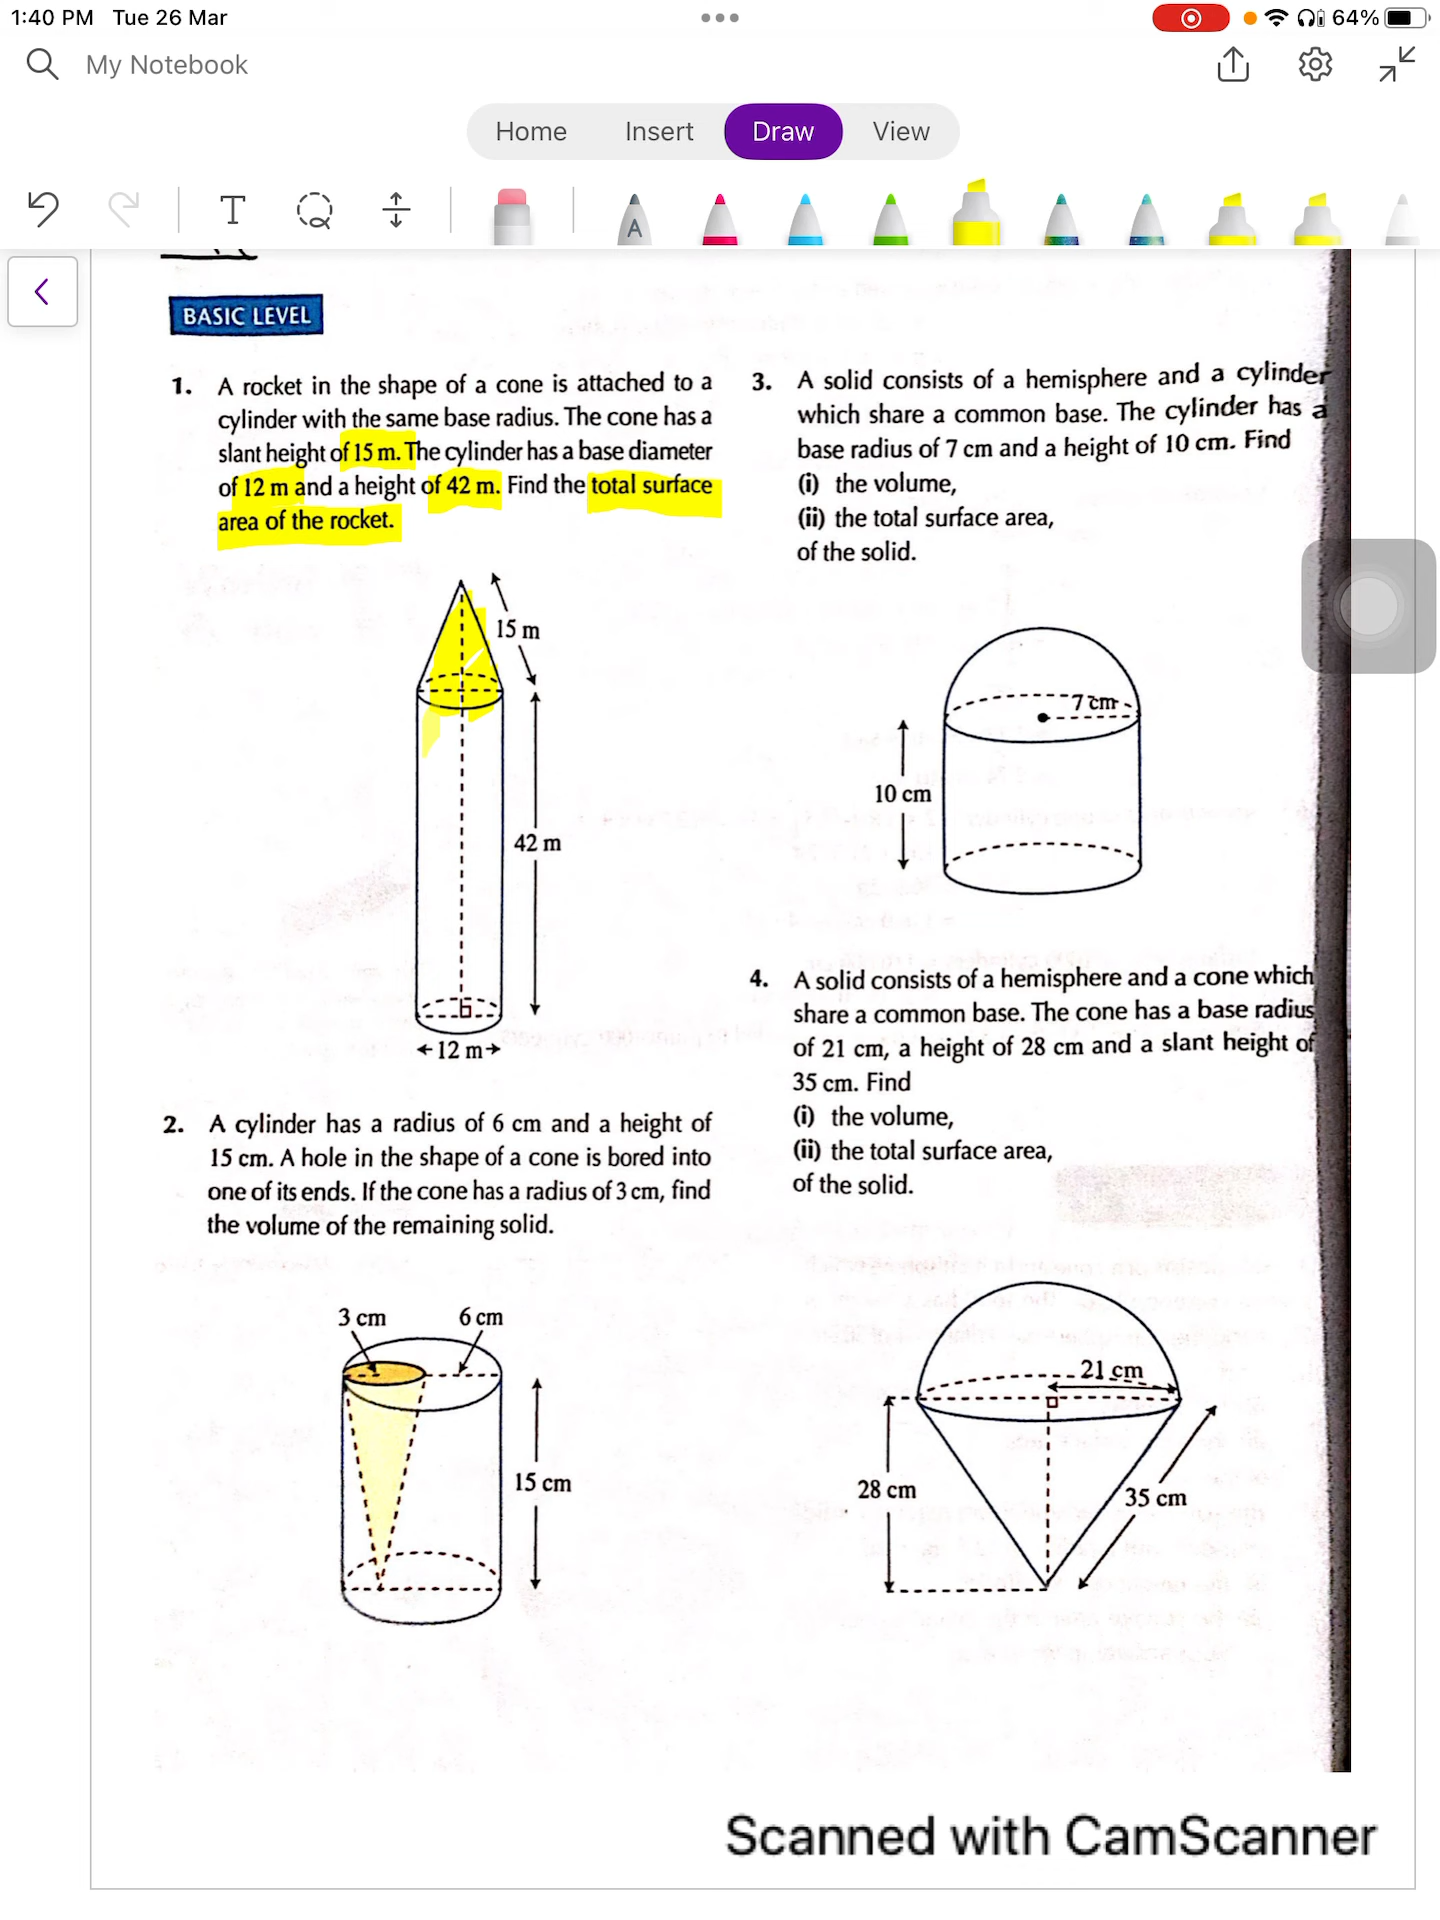 1:40 PM Tue 26 Mar
64%
My Notebook
Home Insert Draw View
T
A
BASIC LEVEL
1. A rocket in the shape of a cone is attached to a
cylinder with the same base radius. The cone has a
slant height of 15 m. The cylinder has a base diameter
of 12 m and a height of 42 m. Find the total surface
area of the rocket.
15 m
42 m
12 m
2. A cylinder has a radius of 6 cm and a height of
15 cm. A hole in the shape of a cone is bored into
one of its ends. If the cone has a radius of 3 cm, find
the volume of the remaining solid.
3 cm 6 cm
15 cm
3. A solid consists of a hemisphere and a cylinder
which share a common base. The cylinder has a
base radius of 7 cm and a height of 10 cm. Find
(i) the volume,
(ii) the total surface area,
of the solid.
7 cm
10 cm
4. A solid consists of a hemisphere and a cone which
share a common base. The cone has a base radius
of 21 cm, a height of 28 cm and a slant height of
35 cm. Find
(i) the volume,
(ii) the total surface area,
of the solid.
21 cm
28 cm
35 cm
Scanned with CamScanner